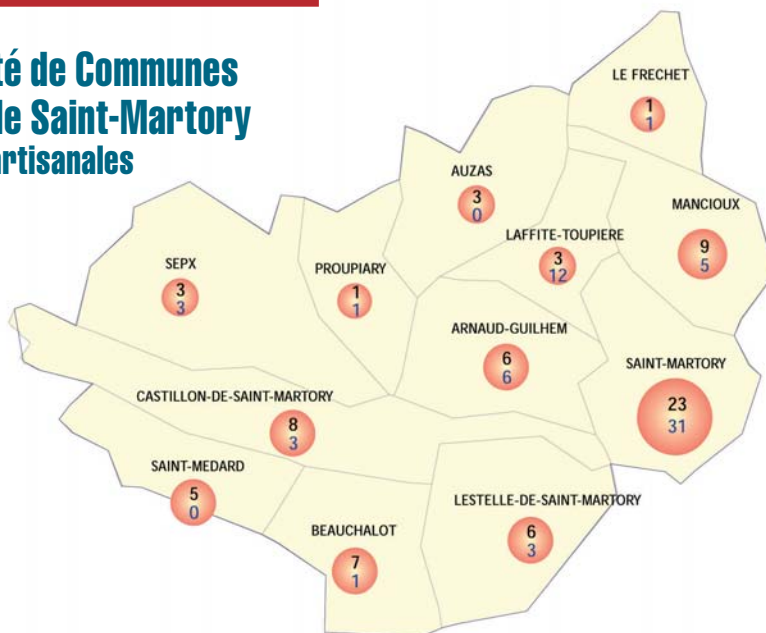 té de Communes
le Saint-Martory
artisanales
LE FRECHET
1
1
AUZAS
3
0
MANCIOUX
9
5
LAFFITE-TOUPIERE
3
12
SEPX
3
3
PROUPIARY
1
1
ARNAUD-GUILHEM
6
6
SAINT-MARTORY
23
31
CASTILLON-DE-SAINT-MARTORY
8
3
SAINT-MEDARD
5
0
LESTELLE-DE-SAINT-MARTORY
6
3
BEAUCHALOT
7
1